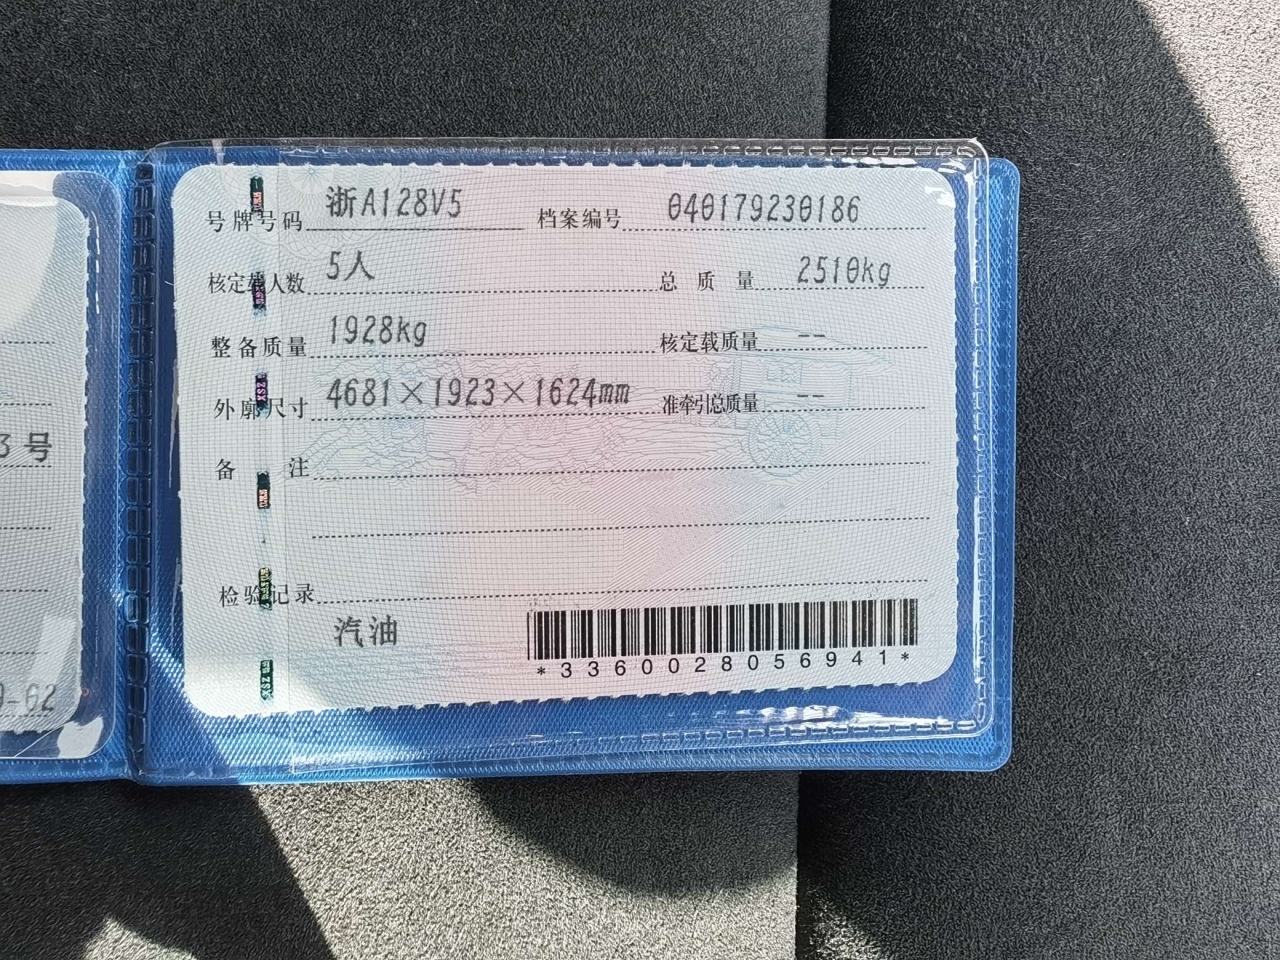 号牌号码 浙A128V5 档案编号 040179230186
核定载人数 5人 总质量 2510kg
整备质量 1928kg 核定载质量 --
外廓尺寸 4681×1923×1624mm 准牵引总质量 --
备注
检验记录
汽油
*3360028056941*
3号
-62